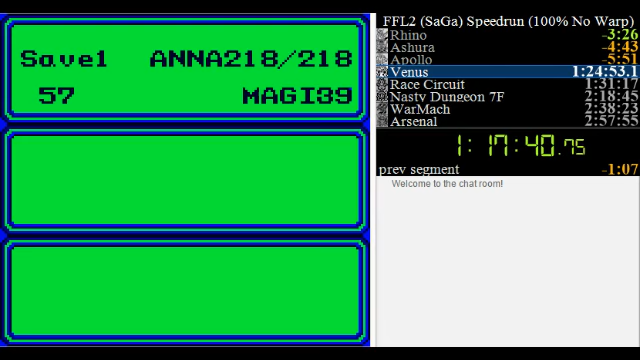 Save1 ANNA218/218
57 MAGI39
FFL2 (SaGa) Speedrun (100% No Warp)
Rhino -3:26
Ashura -4:43
Apollo -5:51
Venus 1:24:53.1
Race Circuit 1:31:17
Nasty Dungeon 7F 2:18:45
WarMach 2:38:23
Arsenal 2:57:55
1:17:40.75
prev segment -1:07
Welcome to the chat room!